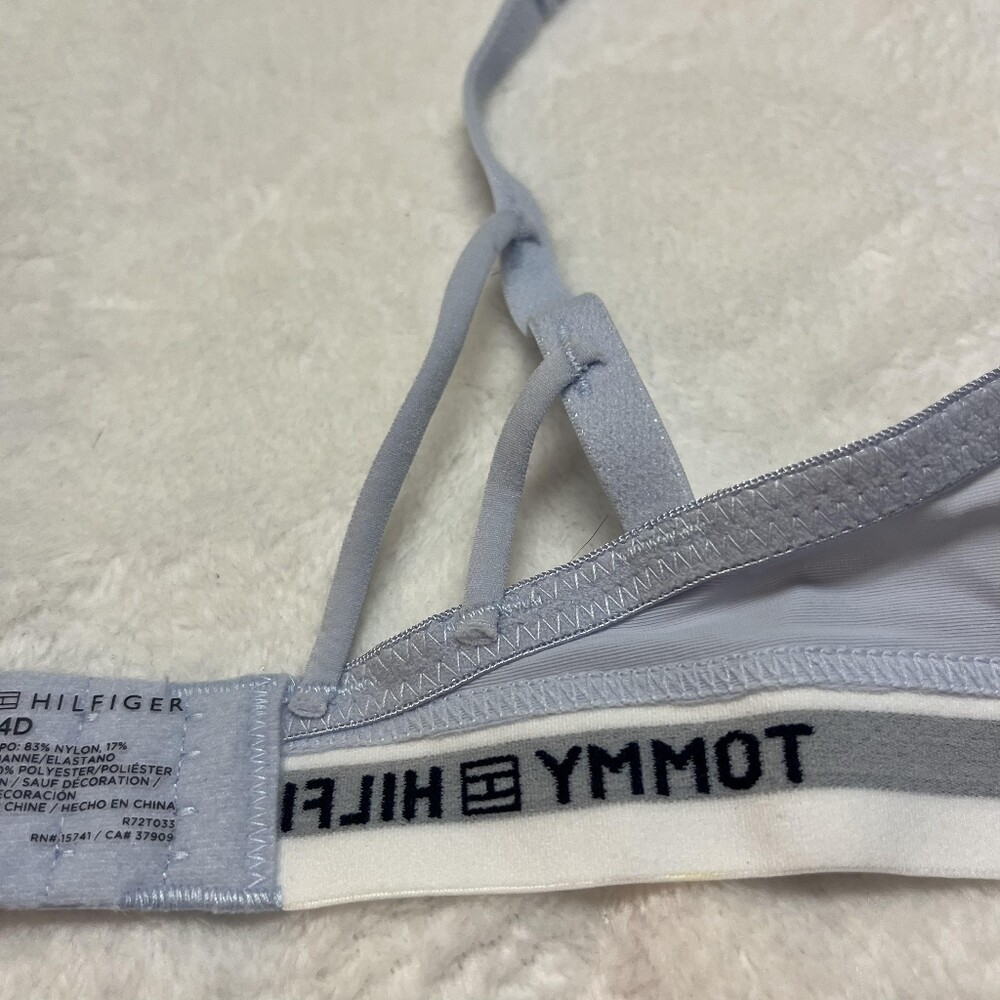 HILFIGER
4D
PO: 83% NYLON, 17%
ANNE/ELASTANO
0% POLYESTER/POLIÉSTER
N / SAUF DÉCORATION /
ECORACIÓN
CHINE / HECHO EN CHINA
R72T033
RN# 15741 / CA# 37909
TOMMY HILFI